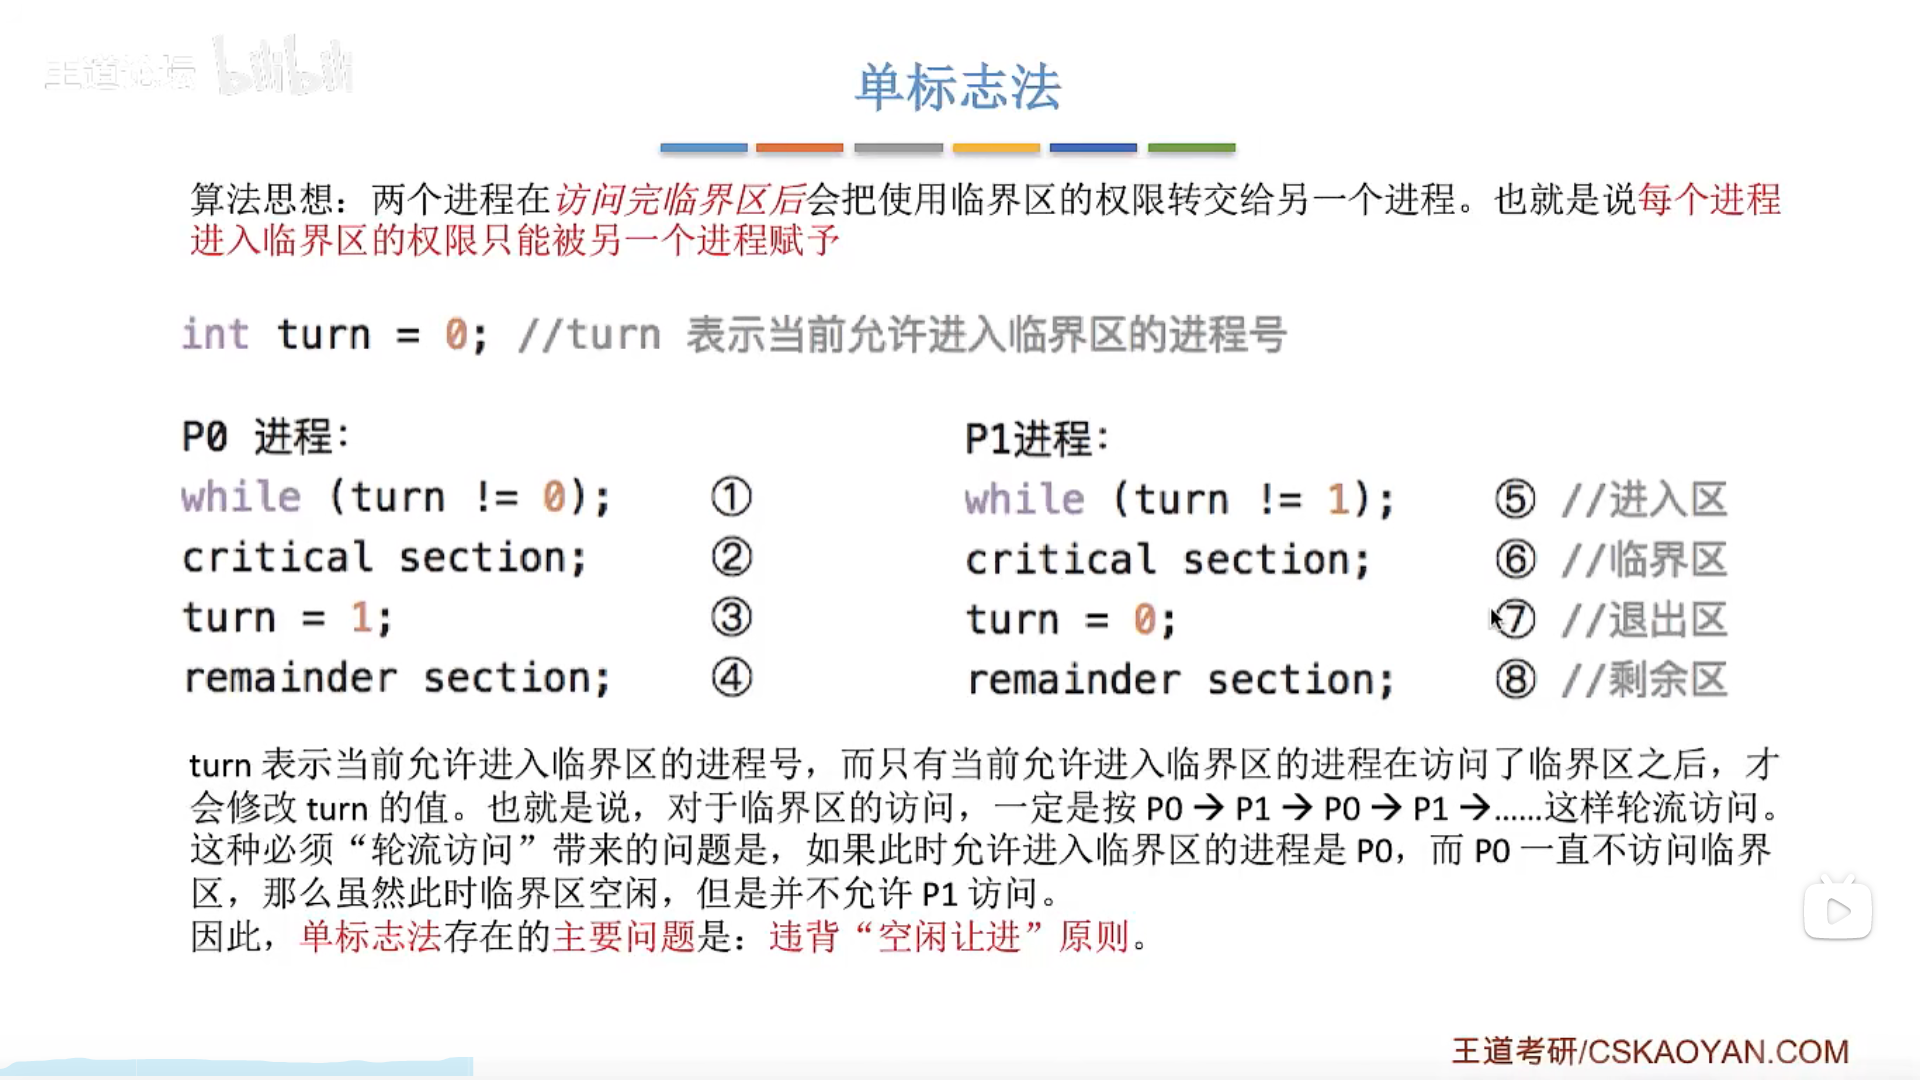 王道论坛 bilibili
单标志法
算法思想：两个进程在访问完临界区后会把使用临界区的权限转交给另一个进程。也就是说每个进程
进入临界区的权限只能被另一个进程赋予
int turn = 0; //turn 表示当前允许进入临界区的进程号
P0 进程:
while (turn != 0); ①
critical section; ②
turn = 1; ③
remainder section; ④
P1进程:
while (turn != 1); ⑤ //进入区
critical section; ⑥ //临界区
turn = 0; ⑦ //退出区
remainder section; ⑧ //剩余区
turn 表示当前允许进入临界区的进程号，而只有当前允许进入临界区的进程在访问了临界区之后，才
会修改 turn 的值。也就是说，对于临界区的访问，一定是按 P0 → P1 → P0 → P1 →……这样轮流访问。
这种必须“轮流访问”带来的问题是，如果此时允许进入临界区的进程是 P0，而 P0 一直不访问临界
区，那么虽然此时临界区空闲，但是并不允许 P1 访问。
因此，单标志法存在的主要问题是：违背“空闲让进”原则。
王道考研/CSKAOYAN.COM